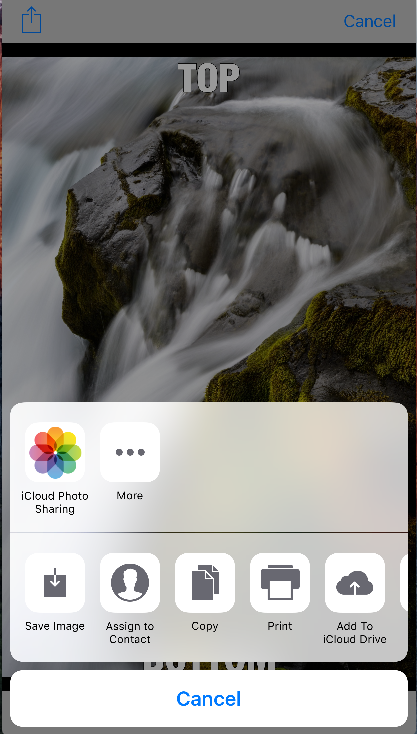 Cancel
TOP
iCloud Photo
Sharing
More
Save Image
Assign to
Contact
Copy
Print
Add To
iCloud Drive
BOTTOM
Cancel